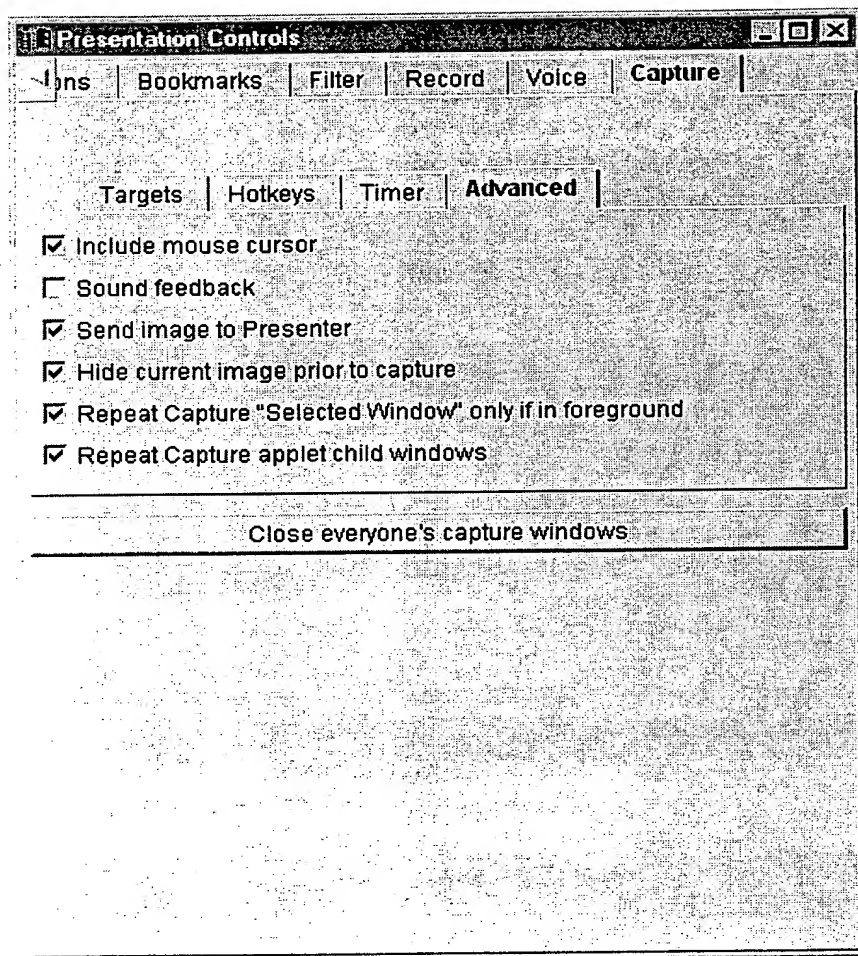 Presentation Controls
ons Bookmarks Filter Record Voice Capture
Targets Hotkeys Timer Advanced
Include mouse cursor
Sound feedback
Send image to Presenter
Hide current image prior to capture
Repeat Capture "Selected Window" only if in foreground
Repeat Capture applet child windows
Close everyone's capture windows